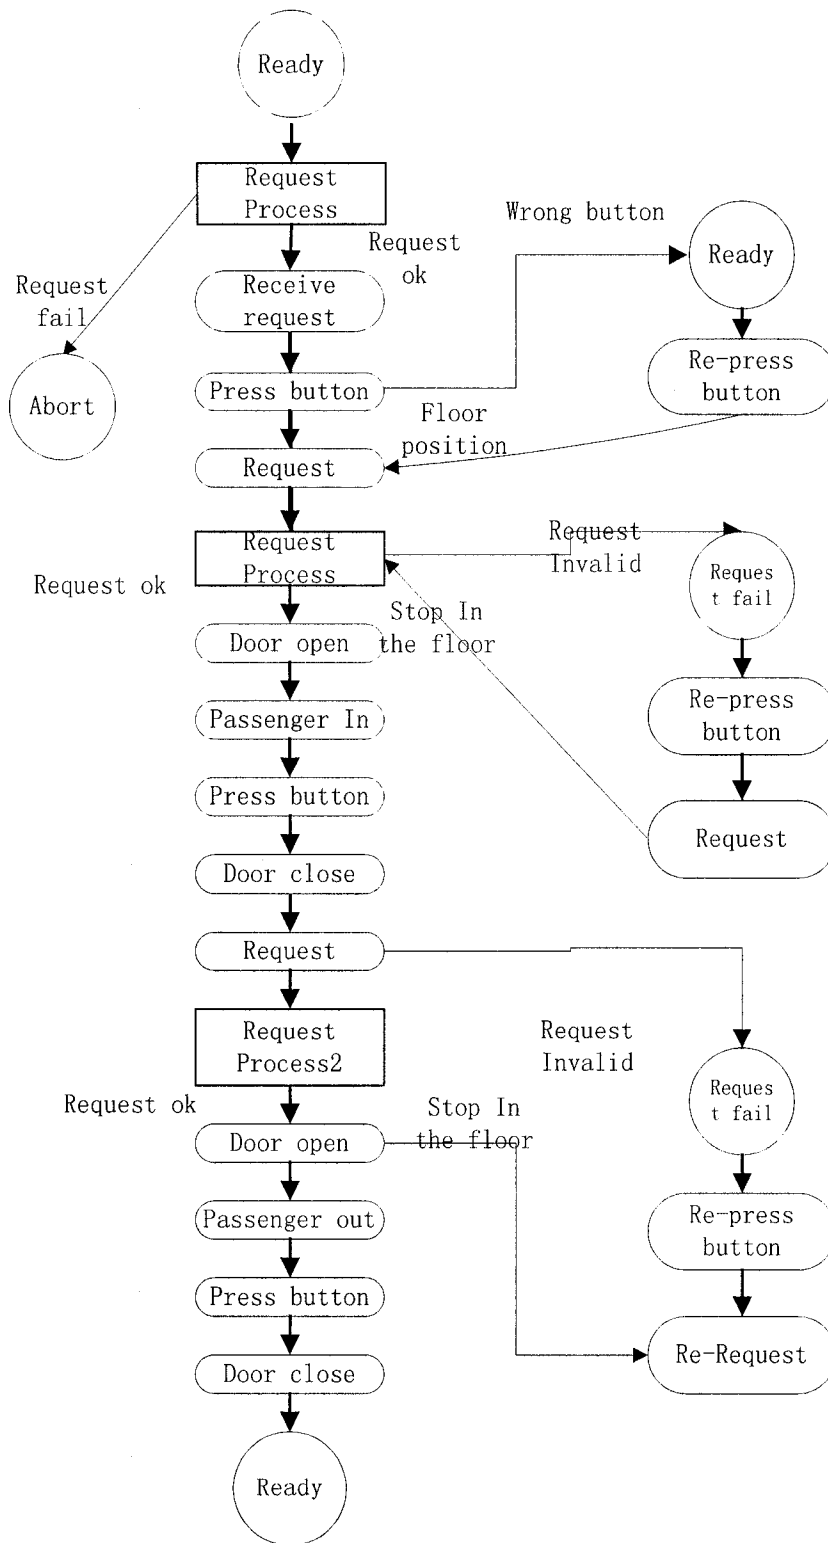 Ready
Request
Process
Wrong button
Request
ok
Ready
Request
fail
Receive
request
Re-press
button
Abort
Press button
Floor
position
Request
Request
Process
Request
Invalid
Reques
t fail
Request ok
Stop In
the floor
Door open
Re-press
button
Passenger In
Press button
Request
Door close
Request
Request
Process2
Request
Invalid
Reques
t fail
Request ok
Stop In
the floor
Door open
Re-press
button
Passenger out
Press button
Re-Request
Door close
Ready